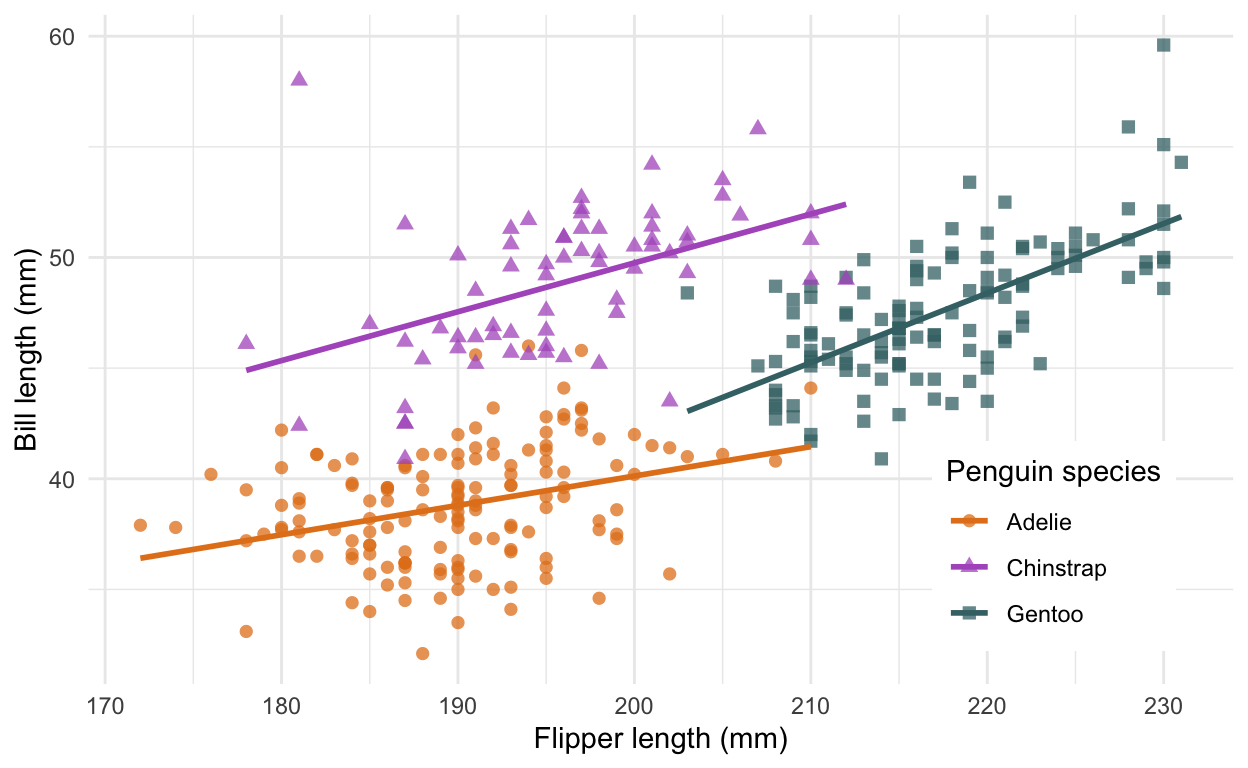 60
50
40
Bill length (mm)
170 180 190 200 210 220 230
Flipper length (mm)
Penguin species
Adelie
Chinstrap
Gentoo